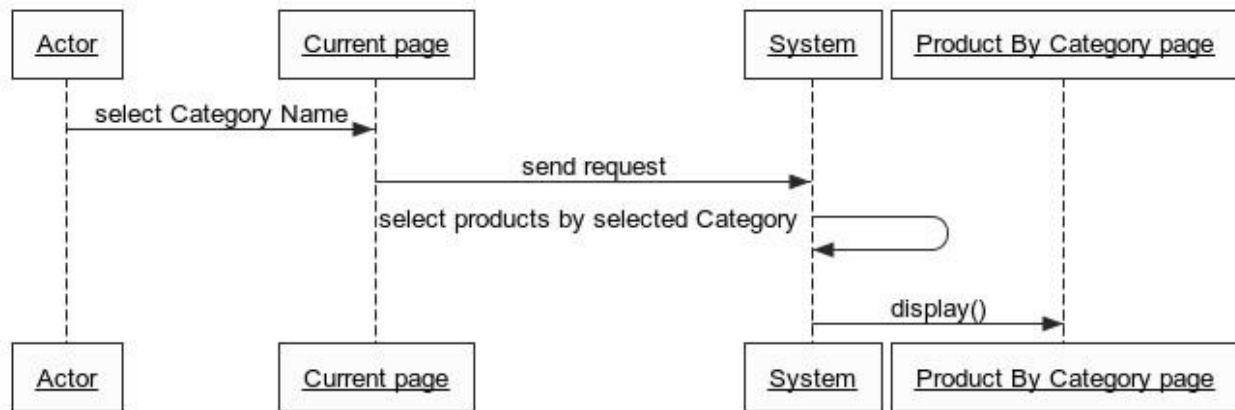 Actor
Current page
System
Product By Category page
select Category Name
send request
select products by selected Category
display()
Actor
Current page
System
Product By Category page